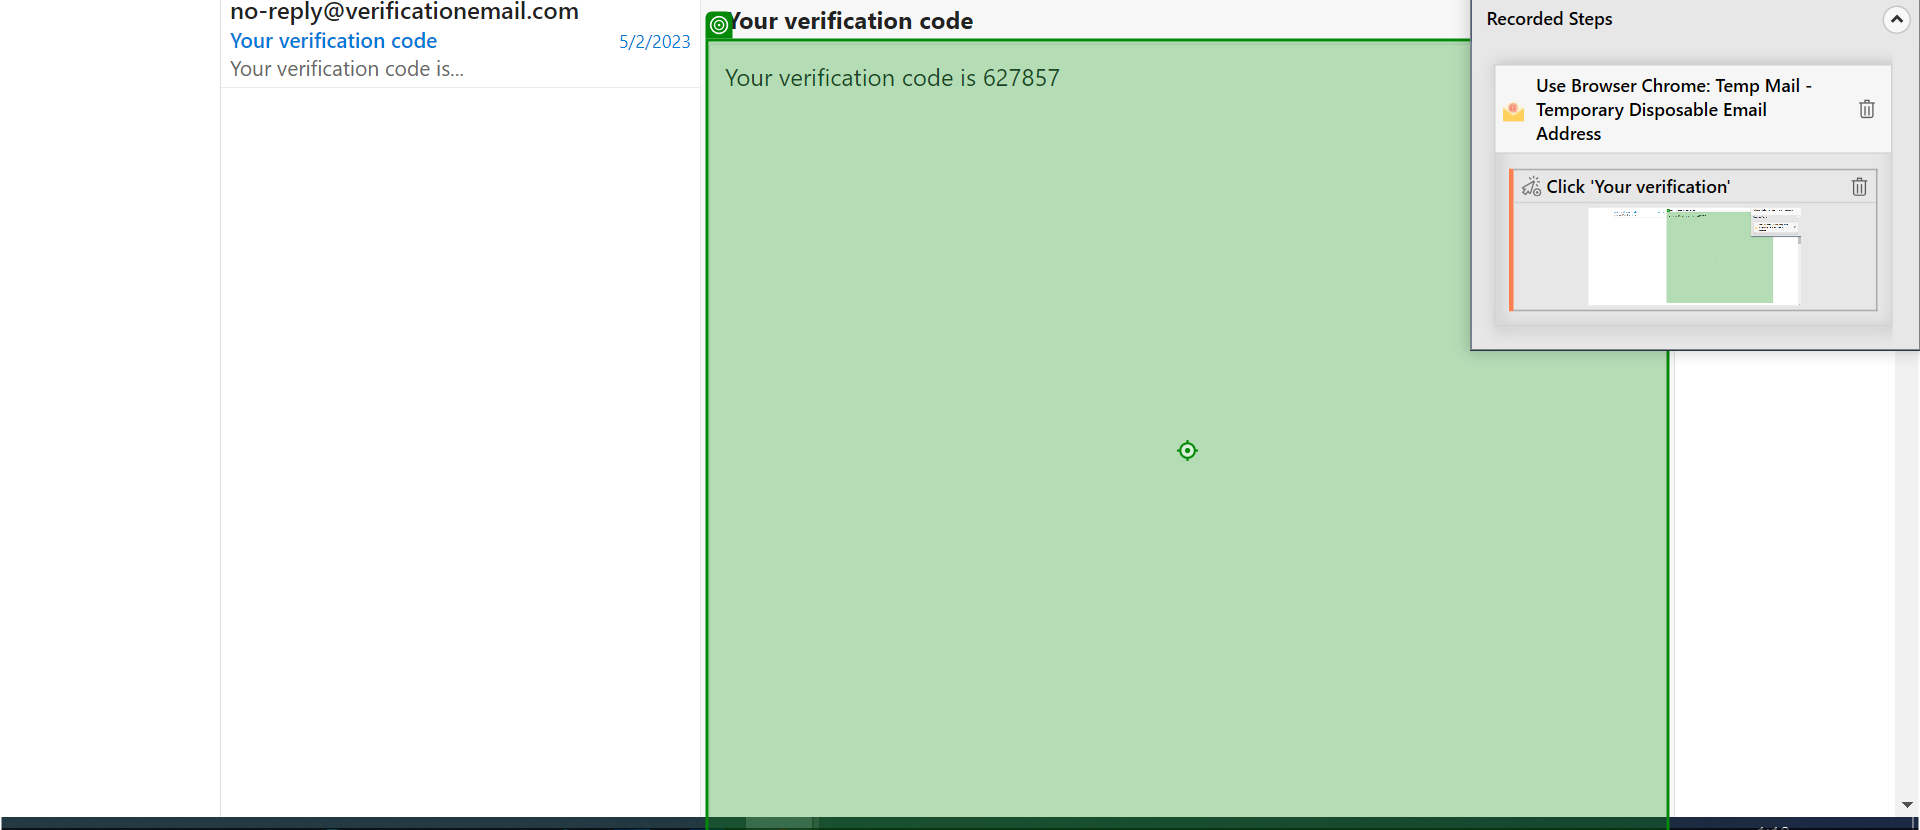 no-reply@verificationemail.com
Your verification code
5/2/2023
Your verification code is...
Your verification code
Your verification code is 627857
Recorded Steps
Use Browser Chrome: Temp Mail -
Temporary Disposable Email
Address
Click 'Your verification'